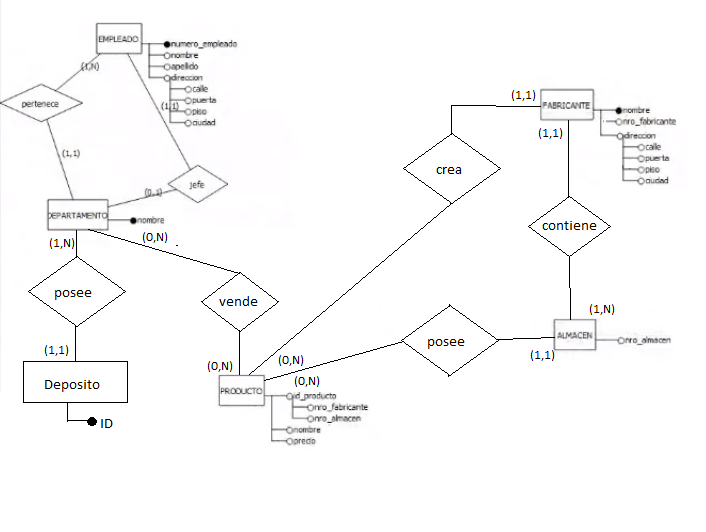 EMPLEADO
numero_empleado
nombre
apelido
direccion
calle
puerta
piso
ciudad
(1,N)
(1,1)
pertenece
(1,1)
(0,1)
jefe
DEPARTAMENTO
nombre
(1,N)
(0,N)
posee
vende
(1,1)
Deposito
ID
(0,N)
PRODUCTO
id_producto
nro_fabricante
nro_almacen
nombre
precio
(0,N)
(0,N)
crea
(1,1)
FABRICANTE
(1,1)
nombre
nro_fabricante
direccion
calle
puerta
piso
ciudad
contiene
(1,N)
posee
(1,1)
ALMACEN
nro_almacen